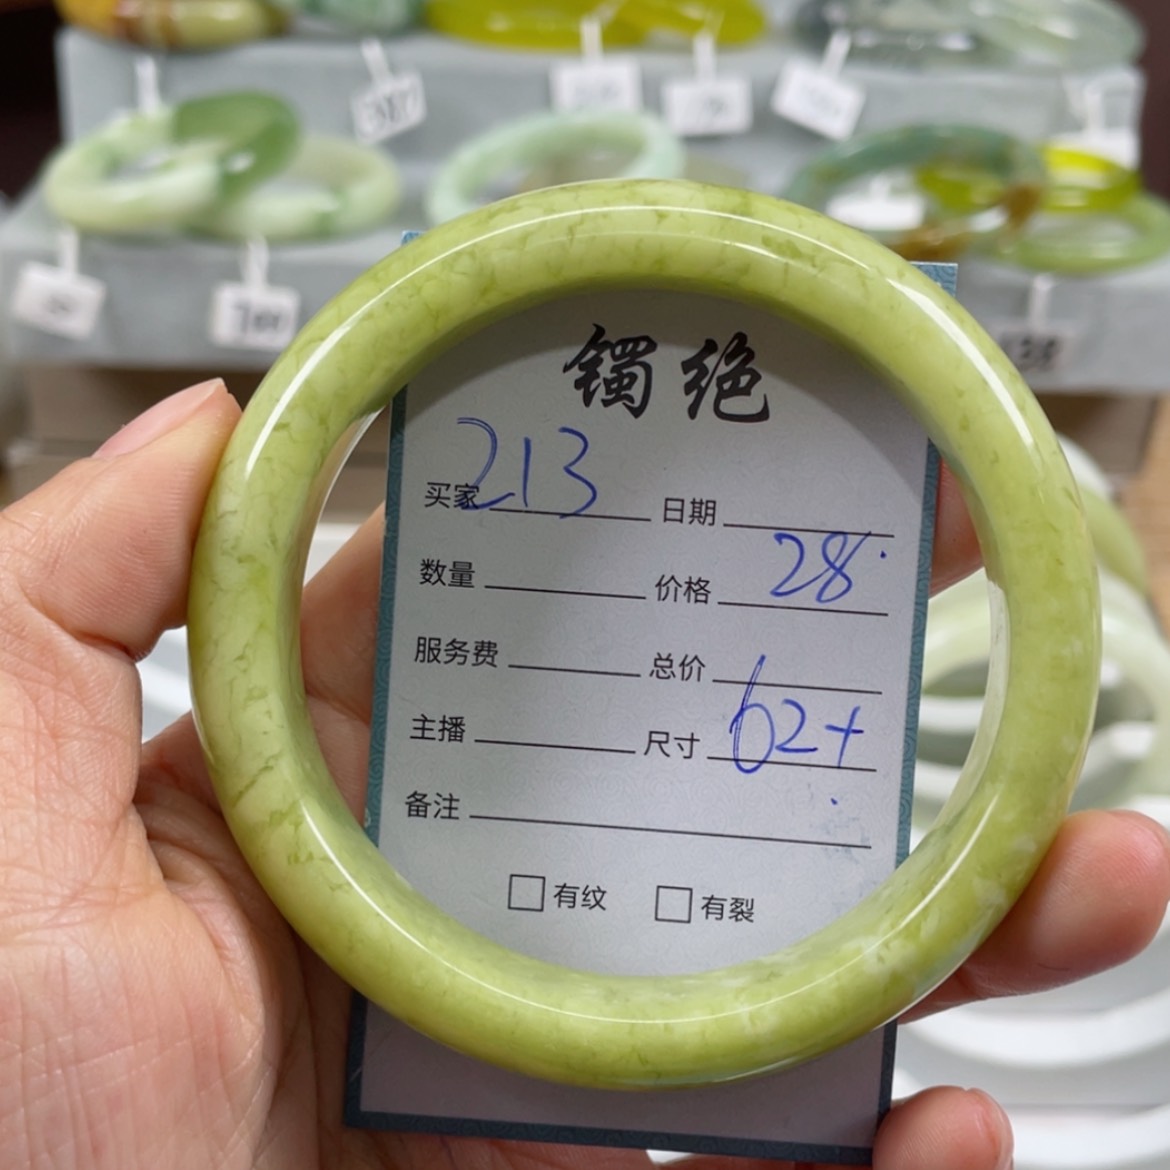 镯绝
买家 213 日期
数量 价格 28
服务费 总价
主播 尺寸 62+
备注
有纹 有裂